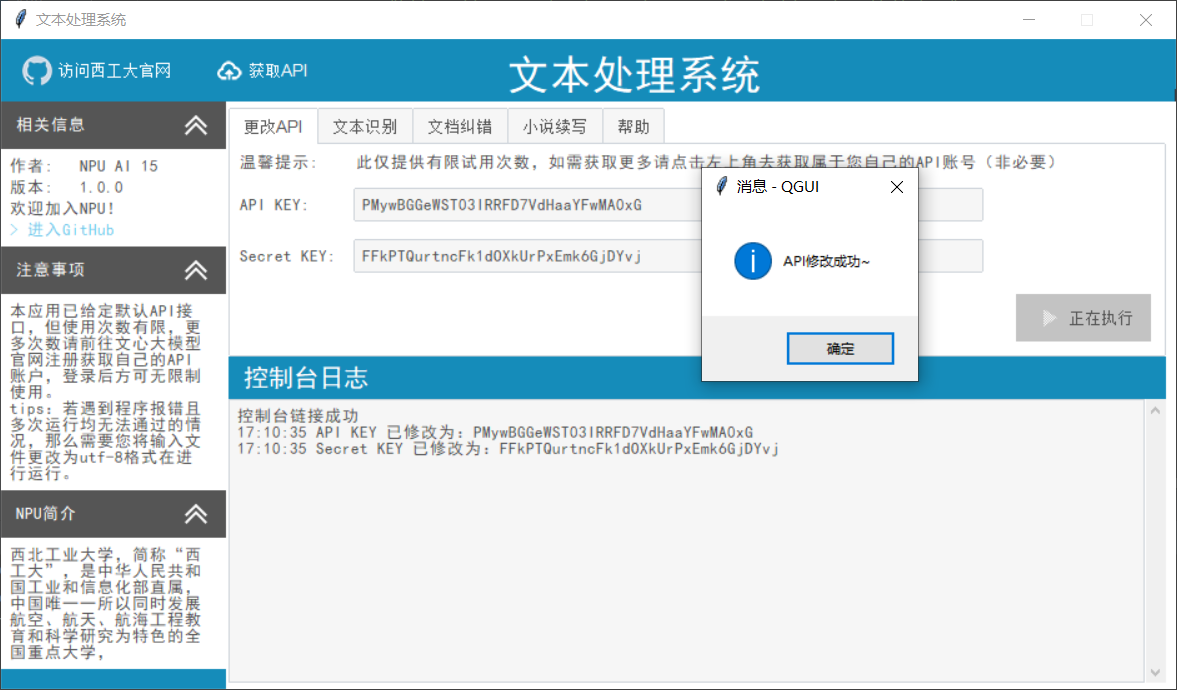 文本处理系统
访问西工大官网
获取API
文本处理系统
相关信息
作者: NPU AI 15
版本: 1.0.0
欢迎加入NPU!
> 进入GitHub
注意事项
本应用已给定默认API接
口，但使用次数有限，更
多次数请前往文心大模型
官网注册获取自己的API
账户，登录后方可无限制
使用。
tips: 若遇到程序报错且
多次运行均无法通过的情
况，那么需要您将输入文
件更改为utf-8格式在进
行运行。
NPU简介
西北工业大学，简称“西
工大”，是中华人民共和
国工业和信息化部直属，
中国唯一一所以同时发展
航空、航天、航海工程教
育和科学研究为特色的全
国重点大学，
更改API
文本识别
文档纠错
小说续写
帮助
温馨提示: 此仅提供有限试用次数，如需获取更多请点击左上角去获取属于您自己的API账号（非必要）
API KEY: PMywBGGeWSTO3IRRFD7VdHaaYFwMAOxG
Secret KEY: FFkPTQurtncFk1dOXkUrPxEmk6GjDYvj
正在执行
消息 - QGUI
API修改成功~
确定
控制台日志
控制台链接成功
17:10:35 API KEY 已修改为: PMywBGGeWSTO3IRRFD7VdHaaYFwMAOxG
17:10:35 Secret KEY 已修改为: FFkPTQurtncFk1dOXkUrPxEmk6GjDYvj